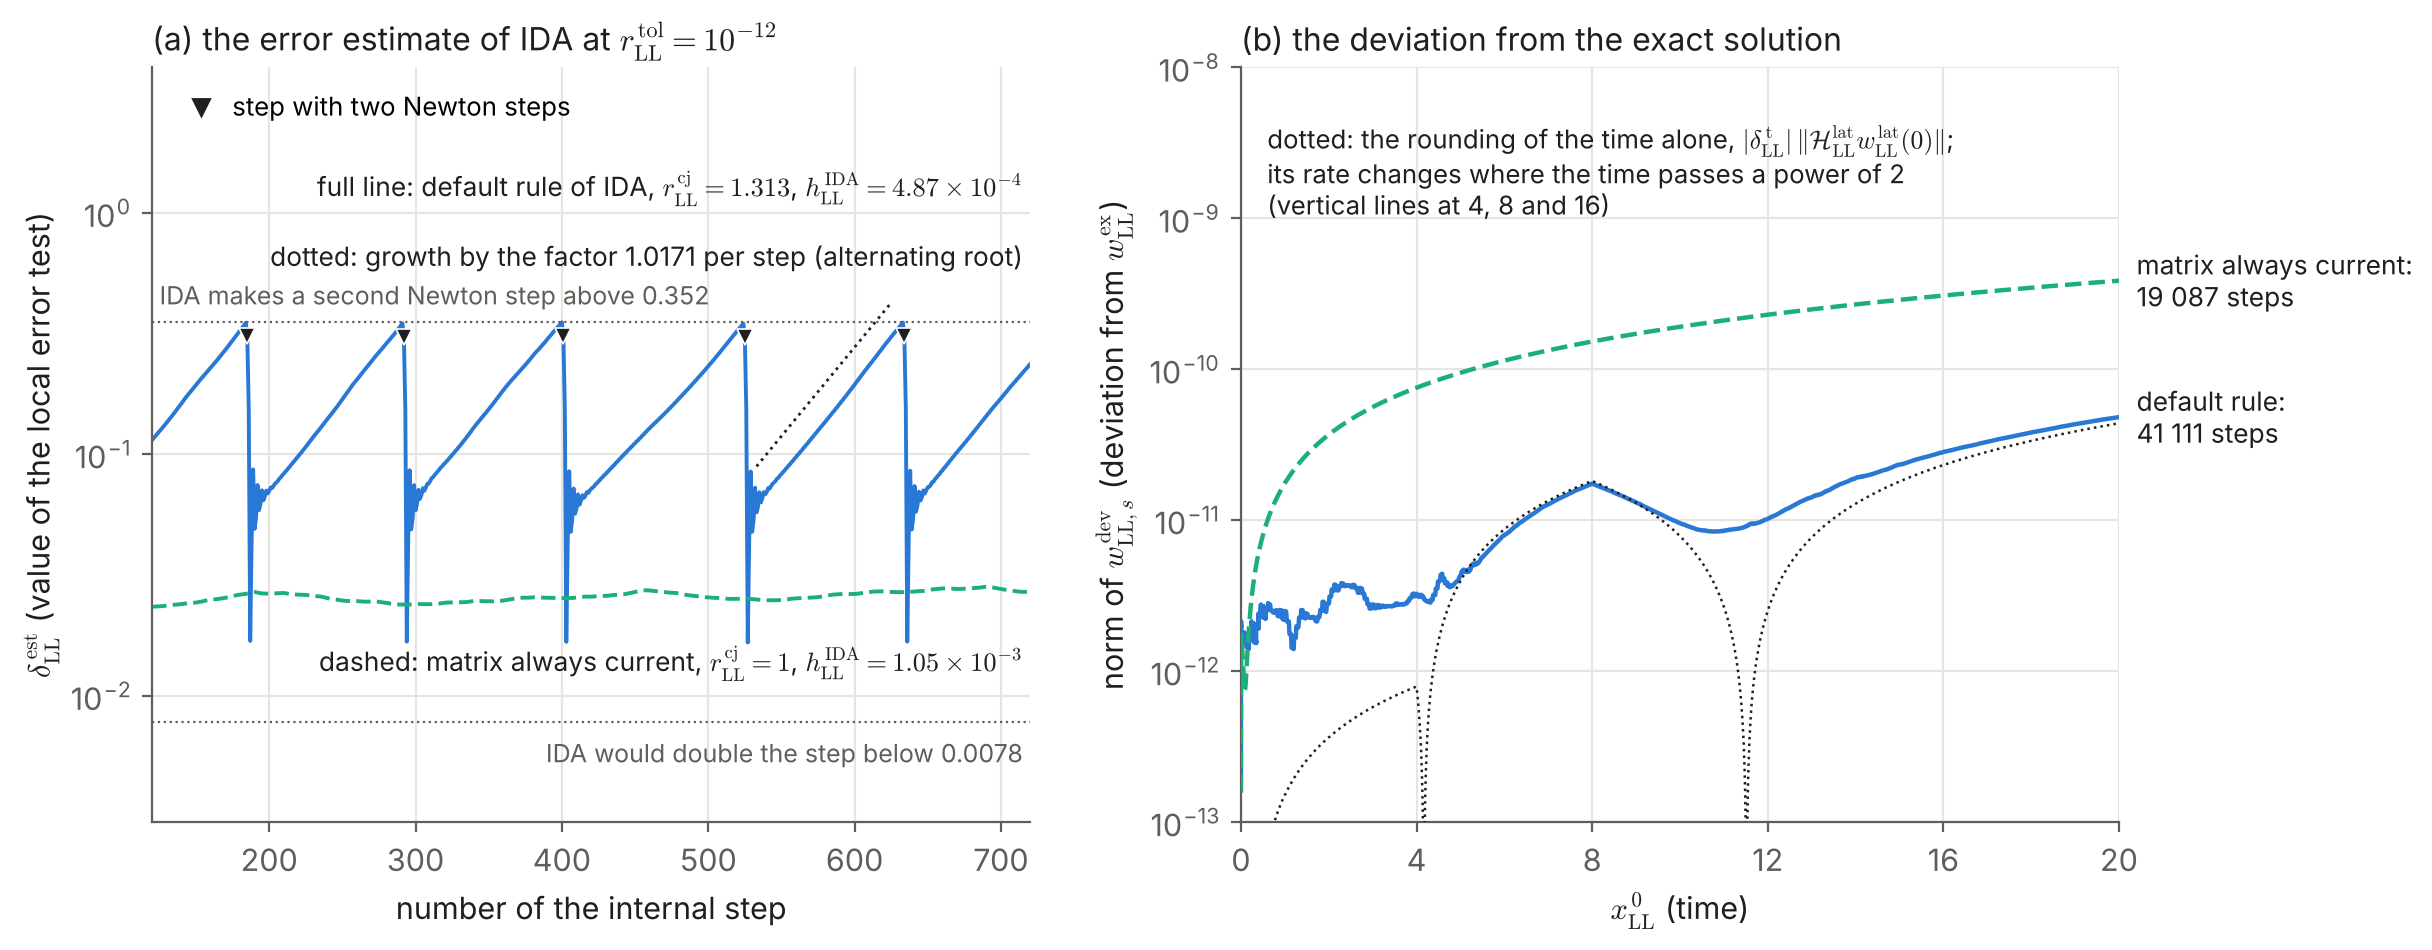 (a) the error estimate of IDA at r_LL^tol = 10^−12
▼ step with two Newton steps
full line: default rule of IDA, r_LL^cj = 1.313, h_LL^IDA = 4.87 × 10^−4
dotted: growth by the factor 1.0171 per step (alternating root)
IDA makes a second Newton step above 0.352
dashed: matrix always current, r_LL^cj = 1, h_LL^IDA = 1.05 × 10^−3
IDA would double the step below 0.0078
10^0
10^−1
10^−2
δ_LL^est (value of the local error test)
200 300 400 500 600 700
number of the internal step
(b) the deviation from the exact solution
dotted: the rounding of the time alone, |δ_LL^t| ‖ℋ_LL^lat w_LL^lat(0)‖;
its rate changes where the time passes a power of 2
(vertical lines at 4, 8 and 16)
matrix always current:
19 087 steps
default rule:
41 111 steps
10^−8
10^−9
10^−10
10^−11
10^−12
10^−13
norm of w_LL, s^dev (deviation from w_LL^ex)
0 4 8 12 16 20
x_LL^0 (time)